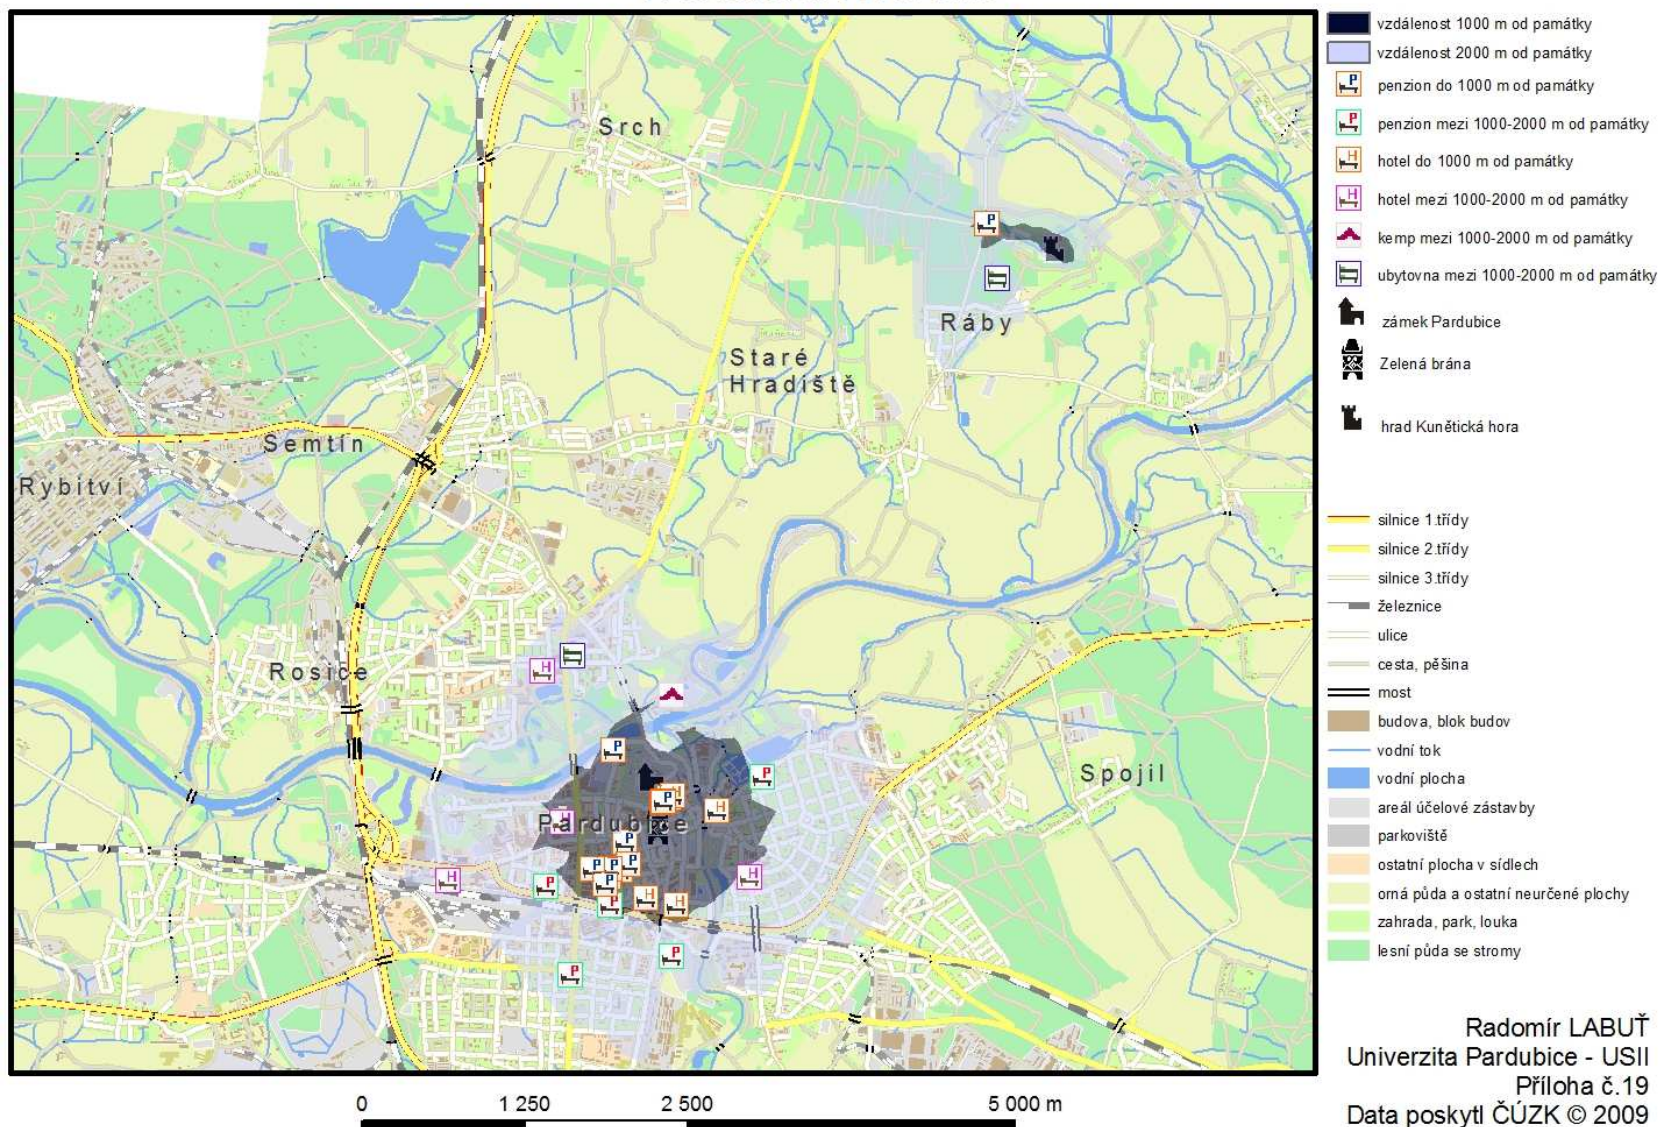 vzdálenost 1000 m od památky
vzdálenost 2000 m od památky
penzion do 1000 m od památky
penzion mezi 1000-2000 m od památky
hotel do 1000 m od památky
hotel mezi 1000-2000 m od památky
kemp mezi 1000-2000 m od památky
ubytovna mezi 1000-2000 m od památky
zámek Pardubice
Zelená brána
hrad Kunětická hora
silnice 1.třídy
silnice 2.třídy
silnice 3.třídy
železnice
ulice
cesta, pěšina
most
budova, blok budov
vodní tok
vodní plocha
areál účelové zástavby
parkoviště
ostatní plocha v sídlech
orná půda a ostatní neurčené plochy
zahrada, park, louka
lesní půda se stromy
Srch
Ráby
Staré
Hradiště
Semtín
Rybitví
Rosice
Spojil
Pardubice
0 1 250 2 500 5 000 m
Radomír LABUŤ
Univerzita Pardubice - USII
Příloha č.19
Data poskytl ČÚZK © 2009